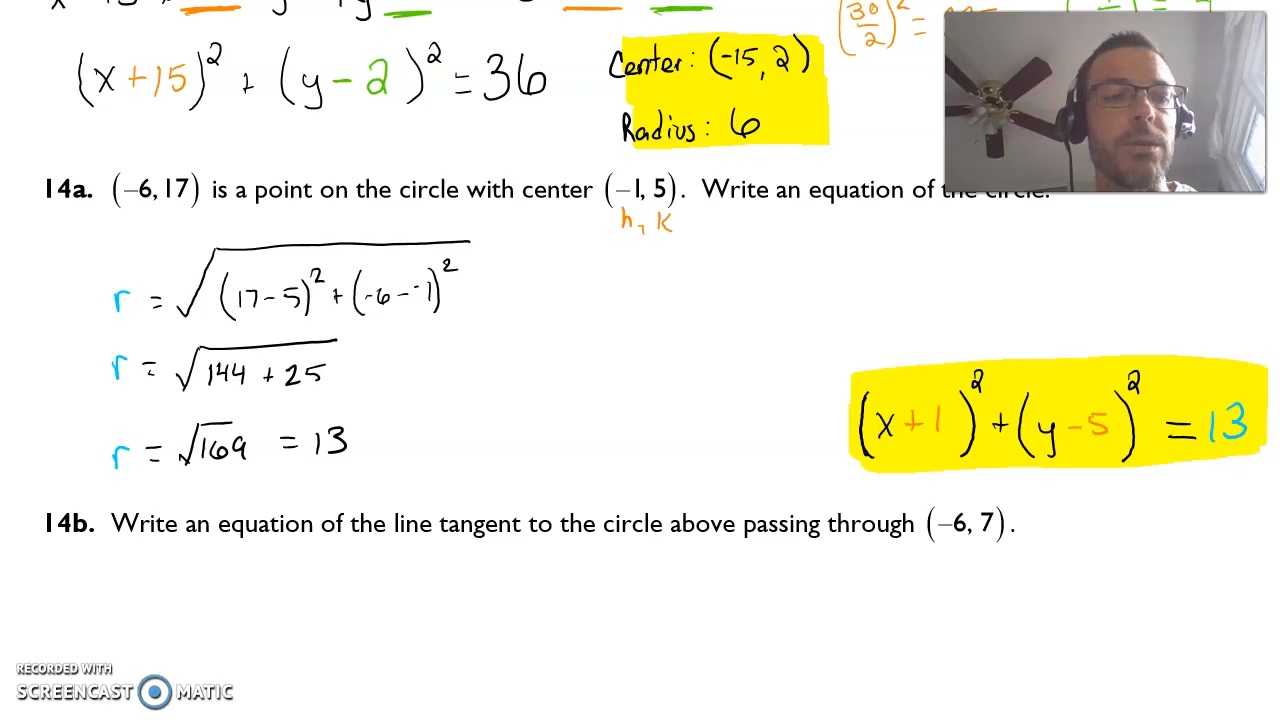 (x +15)² + (y - 2)² = 36
Center: (-15, 2)
Radius: 6
14a. (−6, 17) is a point on the circle with center (−1, 5). Write an equation of the circle.
h, k
r = √((17-5)² + (-6--1)²)
r = √(144 + 25)
r = √169 = 13
(x + 1)² + (y - 5)² = 13
14b. Write an equation of the line tangent to the circle above passing through (−6, 7).
RECORDED WITH
SCREENCAST MATIC